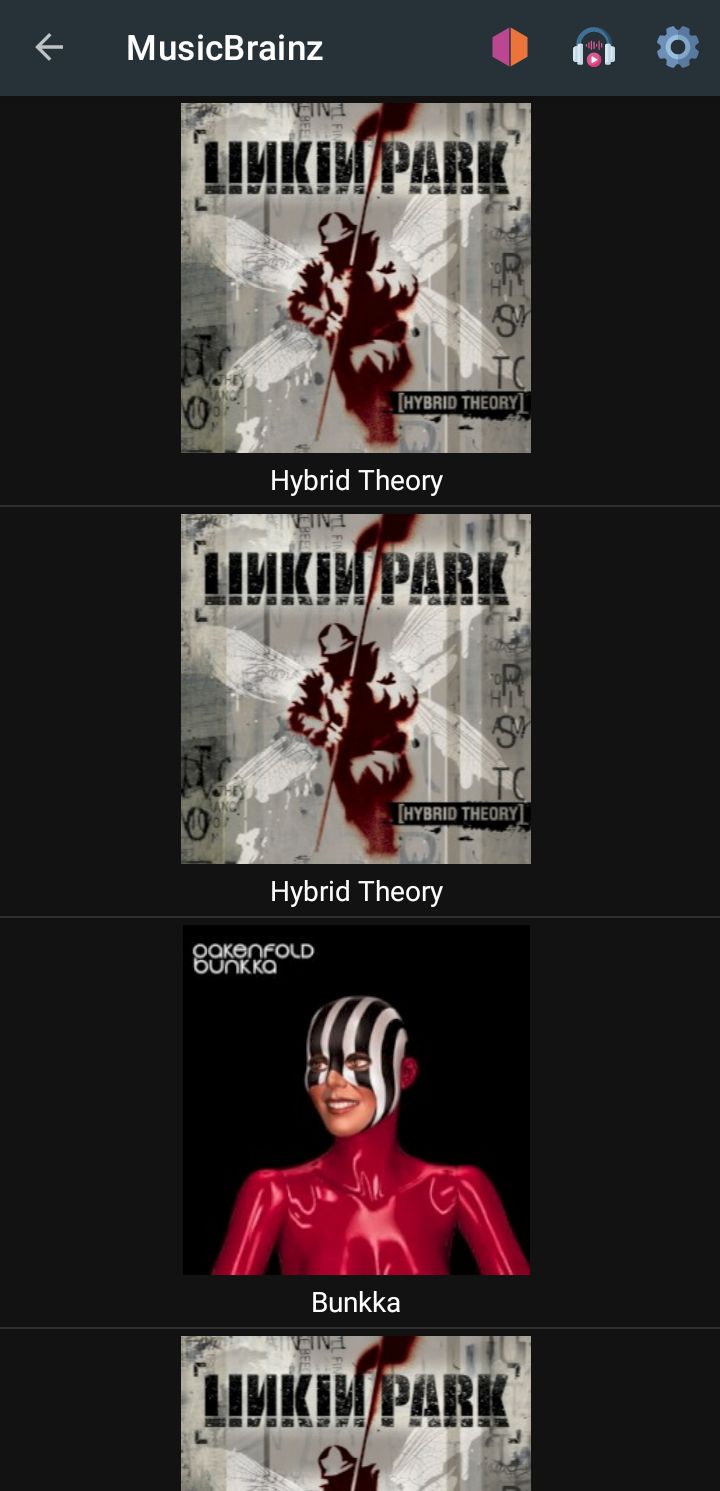 MusicBrainz
LINKIN PARK
[HYBRID THEORY]
Hybrid Theory
LINKIN PARK
[HYBRID THEORY]
Hybrid Theory
oakenfold
bunkka
Bunkka
LINKIN PARK